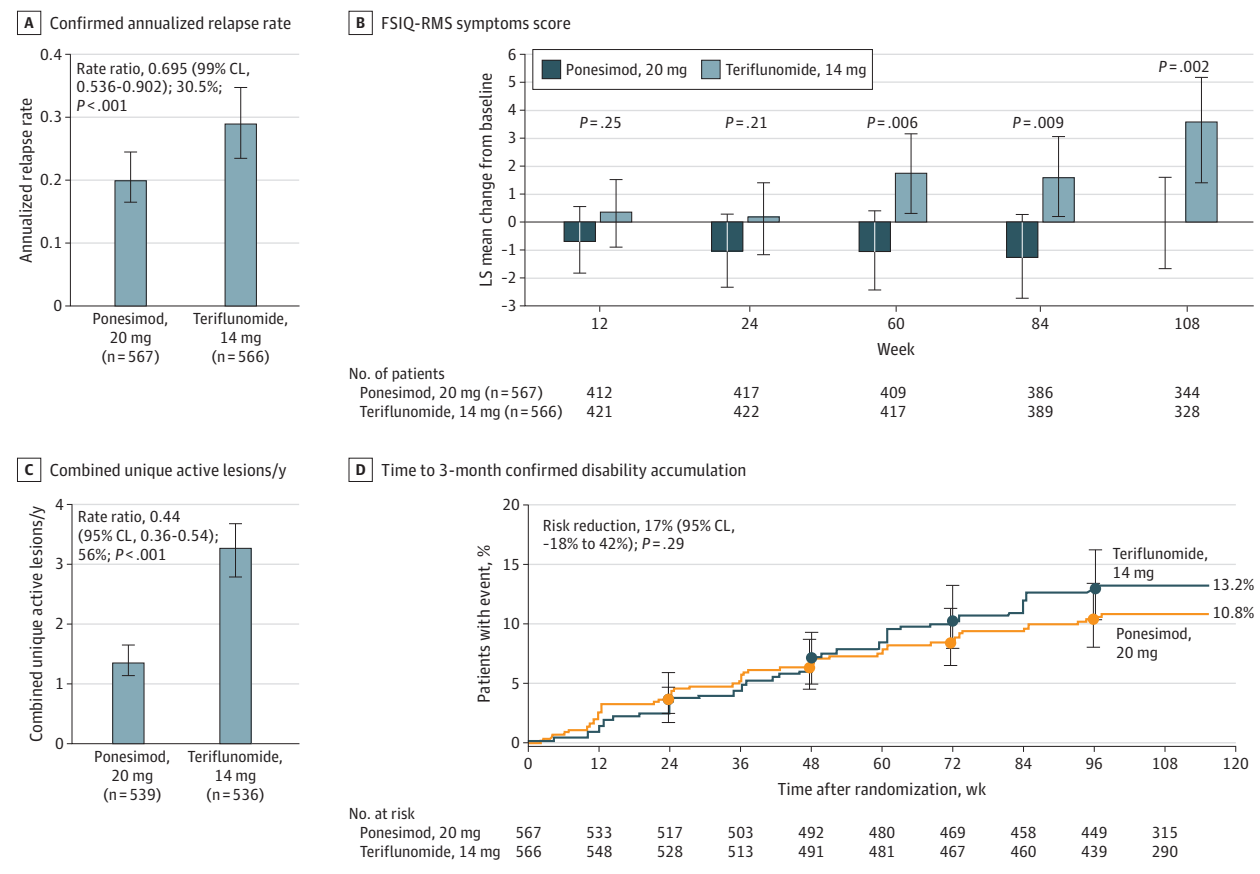 A Confirmed annualized relapse rate
0.4
0.3
0.2
0.1
0
Annualized relapse rate
Rate ratio, 0.695 (99% CL,
0.536-0.902); 30.5%;
P<.001
Ponesimod,
20 mg
(n=567)
Teriflunomide,
14 mg
(n=566)
B FSIQ-RMS symptoms score
6
5
4
3
2
1
0
-1
-2
-3
LS mean change from baseline
Ponesimod, 20 mg
Teriflunomide, 14 mg
P=.25
P=.21
P=.006
P=.009
P=.002
12 24 60 84 108
Week
No. of patients
Ponesimod, 20 mg (n=567) 412 417 409 386 344
Teriflunomide, 14 mg (n=566) 421 422 417 389 328
C Combined unique active lesions/y
4
3
2
1
0
Combined unique active lesions/y
Rate ratio, 0.44
(95% CL, 0.36-0.54);
56%; P<.001
Ponesimod,
20 mg
(n=539)
Teriflunomide,
14 mg
(n=536)
D Time to 3-month confirmed disability accumulation
20
15
10
5
0
Patients with event, %
Risk reduction, 17% (95% CL,
-18% to 42%); P=.29
Teriflunomide,
14 mg
13.2%
10.8%
Ponesimod,
20 mg
0 12 24 36 48 60 72 84 96 108 120
Time after randomization, wk
No. at risk
Ponesimod, 20 mg 567 533 517 503 492 480 469 458 449 315
Teriflunomide, 14 mg 566 548 528 513 491 481 467 460 439 290